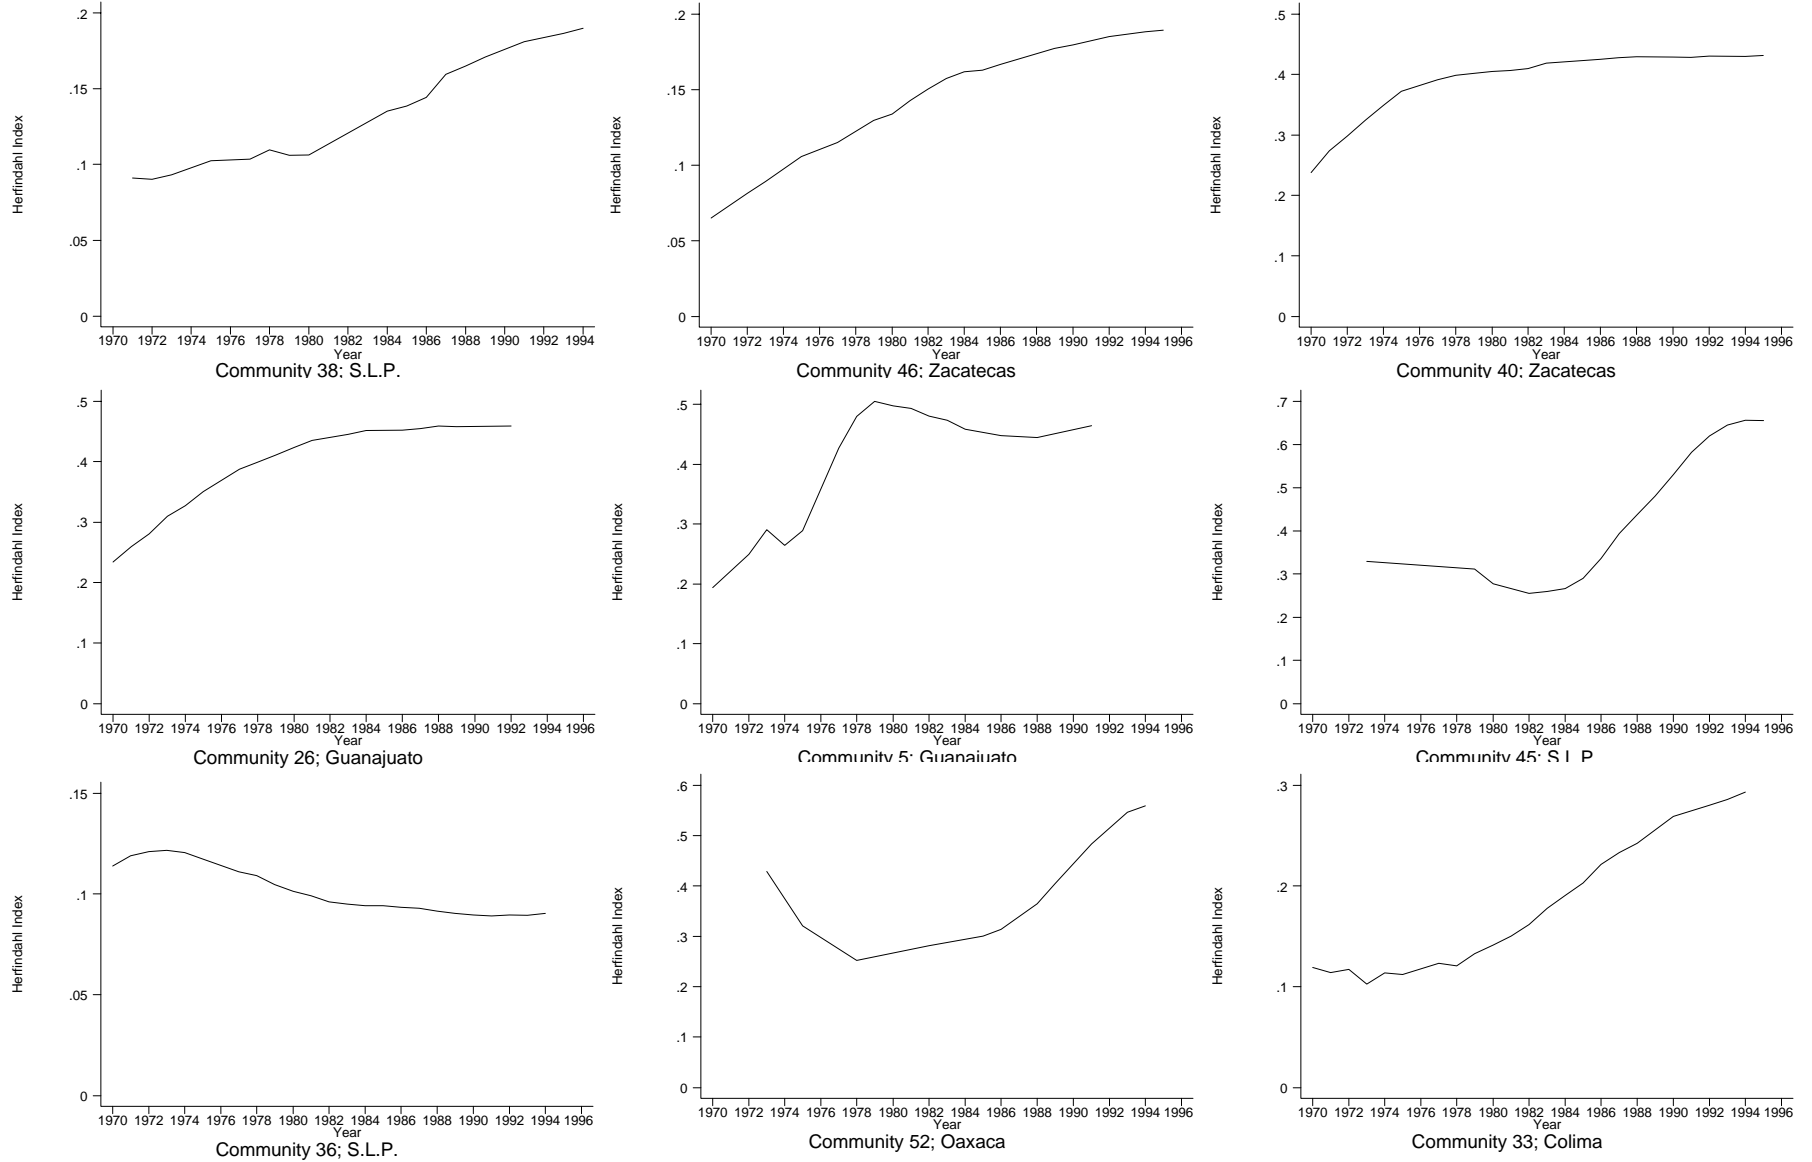 .2
.15
.1
.05
0
Herfindahl Index
1970 1972 1974 1976 1978 1980 1982 1984 1986 1988 1990 1992 1994
Year
Community 38; S.L.P.
.2
.15
.1
.05
0
Herfindahl Index
1970 1972 1974 1976 1978 1980 1982 1984 1986 1988 1990 1992 1994 1996
Year
Community 46; Zacatecas
.5
.4
.3
.2
.1
0
Herfindahl Index
1970 1972 1974 1976 1978 1980 1982 1984 1986 1988 1990 1992 1994 1996
Year
Community 40; Zacatecas
.5
.4
.3
.2
.1
0
Herfindahl Index
1970 1972 1974 1976 1978 1980 1982 1984 1986 1988 1990 1992 1994 1996
Year
Community 26; Guanajuato
.5
.4
.3
.2
.1
0
Herfindahl Index
1970 1972 1974 1976 1978 1980 1982 1984 1986 1988 1990 1992 1994 1996
Year
Community 5; Guanajuato
.7
.6
.5
.4
.3
.2
.1
0
Herfindahl Index
1970 1972 1974 1976 1978 1980 1982 1984 1986 1988 1990 1992 1994 1996
Year
Community 45; S.L.P.
.15
.1
.05
0
Herfindahl Index
1970 1972 1974 1976 1978 1980 1982 1984 1986 1988 1990 1992 1994 1996
Year
Community 36; S.L.P.
.6
.5
.4
.3
.2
.1
0
Herfindahl Index
1970 1972 1974 1976 1978 1980 1982 1984 1986 1988 1990 1992 1994 1996
Year
Community 52; Oaxaca
.3
.2
.1
0
Herfindahl Index
1970 1972 1974 1976 1978 1980 1982 1984 1986 1988 1990 1992 1994 1996
Year
Community 33; Colima